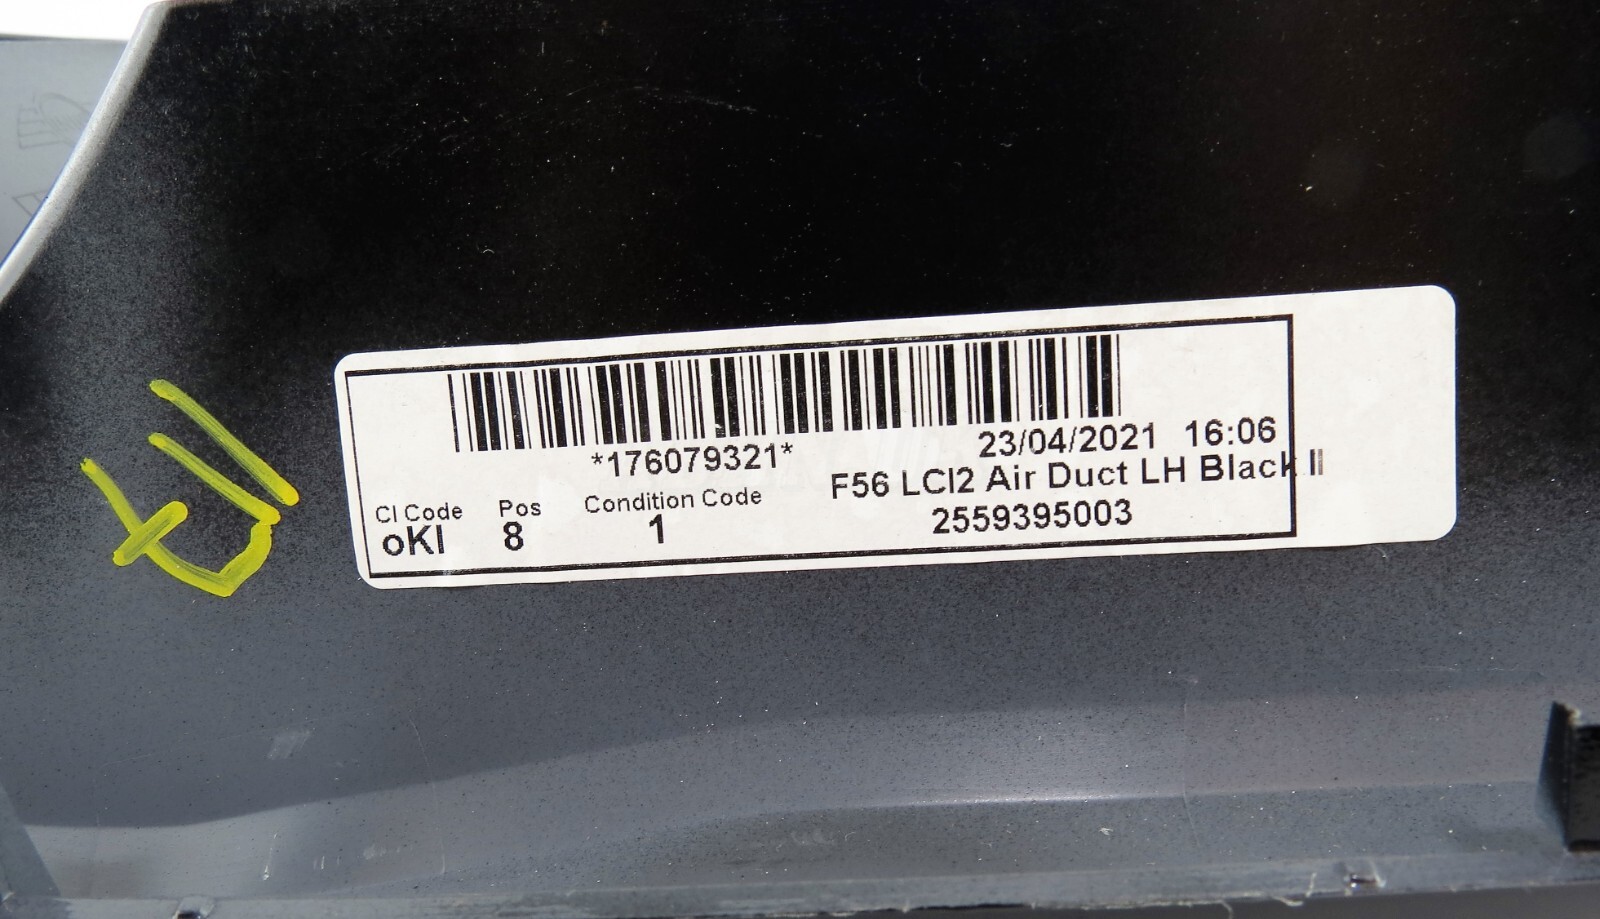 *176079321*
23/04/2021 16:06
F56 LCI2 Air Duct LH Black II
2559395003
CI Code Pos Condition Code
oKI 8 1